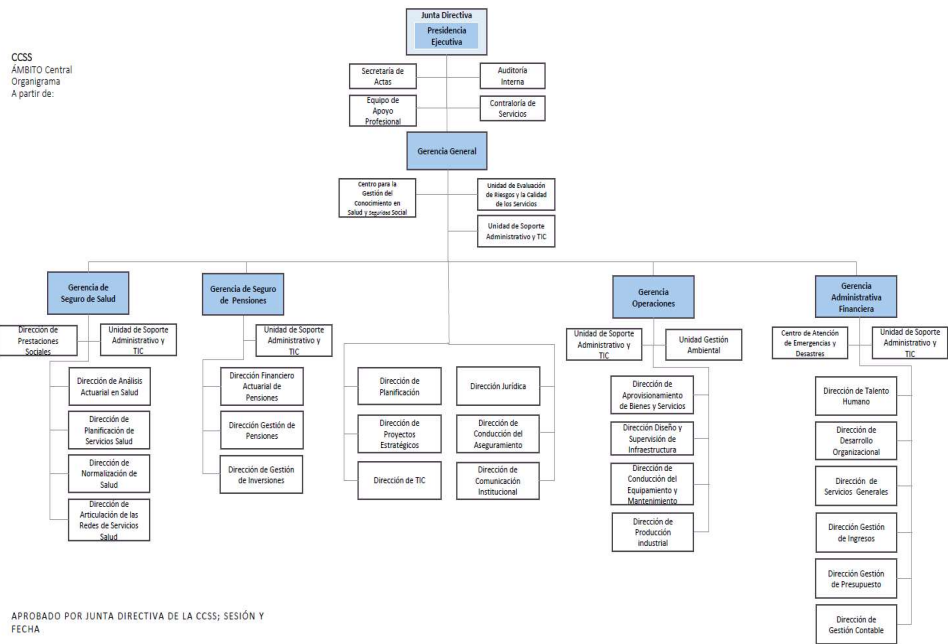 Junta Directiva
Presidencia
Ejecutiva
CCSS
ÁMBITO Central
Organigrama
A partir de:
Secretaría de
Actas
Auditoría
Interna
Equipo de
Apoyo
Profesional
Contraloría de
Servicios
Gerencia General
Centro para la
Gestión del
Conocimiento en
Salud y Seguridad Social
Unidad de Evaluación
de Riesgos y la Calidad
de los Servicios
Unidad de Soporte
Administrativo y TIC
Gerencia de
Seguro de Salud
Gerencia de Seguro
de Pensiones
Gerencia
Operaciones
Gerencia
Administrativa
Financiera
Dirección de
Prestaciones
Sociales
Unidad de Soporte
Administrativo y
TIC
Unidad de Soporte
Administrativo y
TIC
Unidad de Soporte
Administrativo y
TIC
Unidad Gestión
Ambiental
Centro de Atención
de Emergencias y
Desastres
Unidad de Soporte
Administrativo y
TIC
Dirección de Análisis
Actuarial en Salud
Dirección de
Planificación de
Servicios Salud
Dirección de
Normalización de
Salud
Dirección de
Articulación de las
Redes de Servicios
Salud
Dirección Financiero
Actuarial de
Pensiones
Dirección Gestión de
Pensiones
Dirección de Gestión
de Inversiones
Dirección de
Planificación
Dirección de
Proyectos
Estratégicos
Dirección de TIC
Dirección Jurídica
Dirección de
Conducción del
Aseguramiento
Dirección de
Comunicación
Institucional
Dirección de
Aprovisionamiento
de Bienes y Servicios
Dirección Diseño y
Supervisión de
Infraestructura
Dirección de
Conducción del
Equipamiento y
Mantenimiento
Dirección de
Producción
industrial
Dirección de Talento
Humano
Dirección de
Desarrollo
Organizacional
Dirección de
Servicios Generales
Dirección Gestión
de Ingresos
Dirección Gestión
de Presupuesto
Dirección de
Gestión Contable
APROBADO POR JUNTA DIRECTIVA DE LA CCSS; SESIÓN Y
FECHA